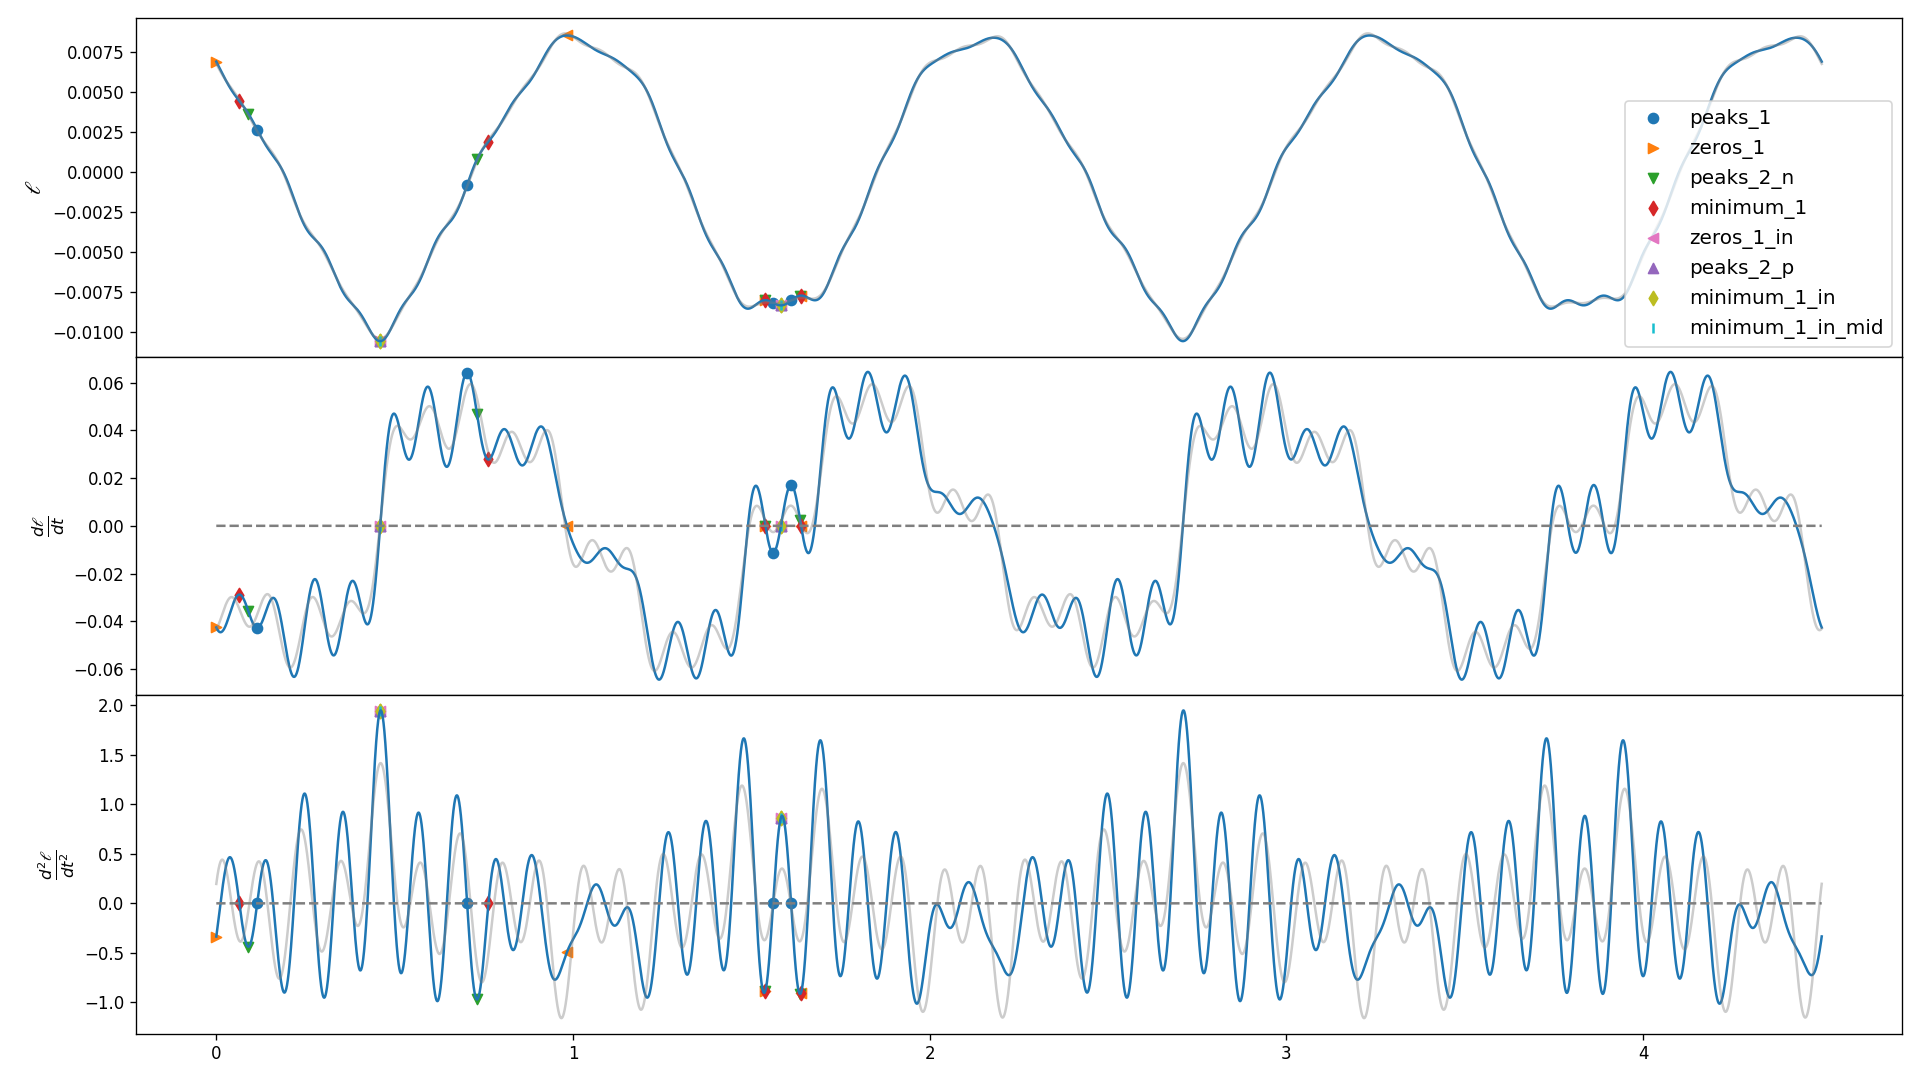 0.0075
0.0050
0.0025
0.0000
−0.0025
−0.0050
−0.0075
−0.0100
ℓ
peaks_1
zeros_1
peaks_2_n
minimum_1
zeros_1_in
peaks_2_p
minimum_1_in
minimum_1_in_mid
0.06
0.04
0.02
0.00
−0.02
−0.04
−0.06
dℓ
dt
2.0
1.5
1.0
0.5
0.0
−0.5
−1.0
d²ℓ
dt²
0 1 2 3 4